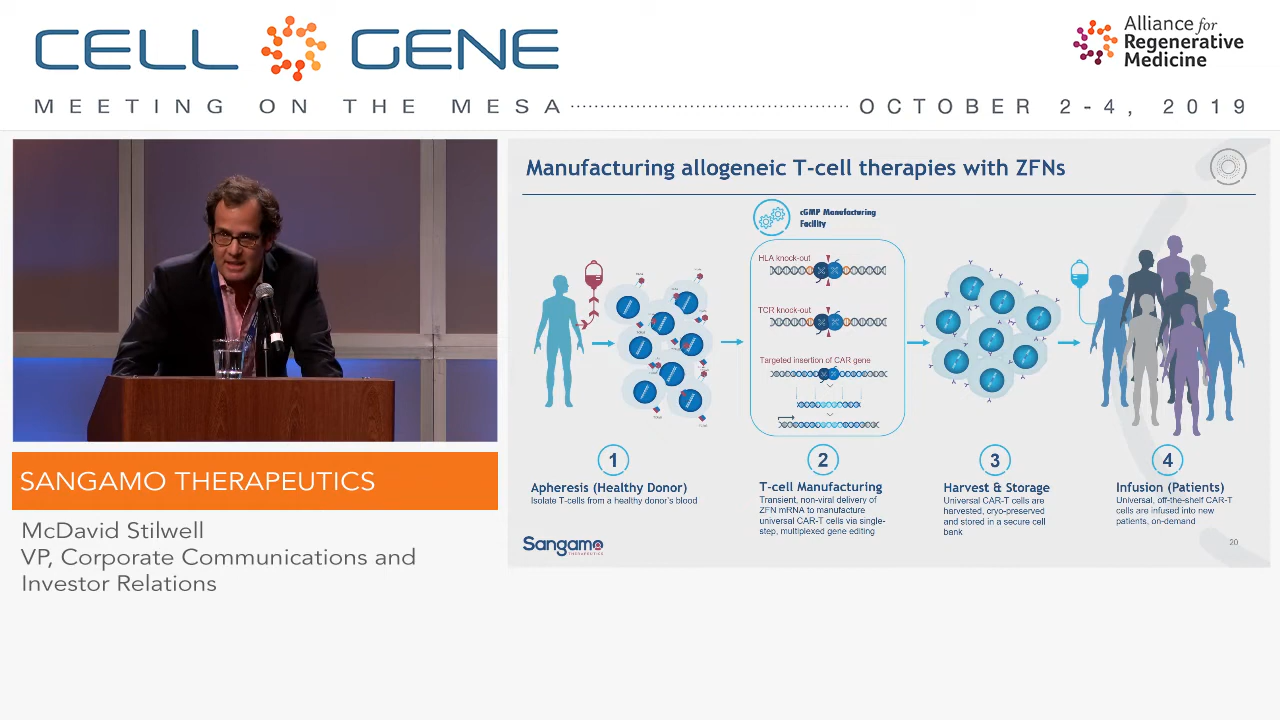 CELL GENE
MEETING ON THE MESA
OCTOBER 2-4, 2019
Alliance for
Regenerative
Medicine
Manufacturing allogeneic T-cell therapies with ZFNs
cGMP Manufacturing
Facility
HLA knock-out
TCR knock-out
Targeted insertion of CAR gene
1
Apheresis (Healthy Donor)
Isolate T-cells from a healthy donor's blood
2
T-cell Manufacturing
Transient, non-viral delivery of
ZFN mRNA to manufacture
universal CAR-T cells via single-
step, multiplexed gene editing
3
Harvest & Storage
Universal CAR-T cells are
harvested, cryo-preserved
and stored in a secure cell
bank
4
Infusion (Patients)
Universal, off-the-shelf CAR-T
cells are infused into new
patients, on-demand
Sangamo
THERAPEUTICS
20
SANGAMO THERAPEUTICS
McDavid Stilwell
VP, Corporate Communications and
Investor Relations